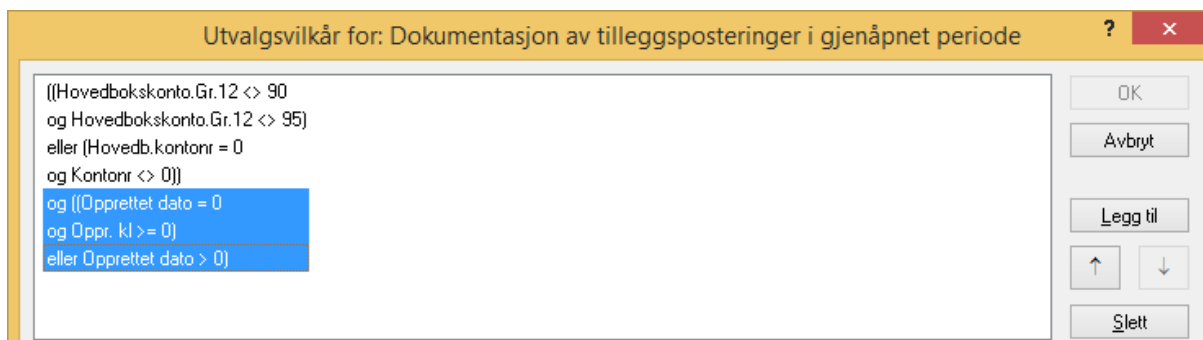 Utvalgsvilkår for: Dokumentasjon av tilleggsposteringer i gjenåpnet periode ? ×
((Hovedbokskonto.Gr.12 <> 90
og Hovedbokskonto.Gr.12 <> 95)
eller (Hovedb.kontonr = 0
og Kontonr <> 0))
og ((Opprettet dato = 0
og Oppr. kl >= 0)
eller Opprettet dato > 0)
OK
Avbryt
Legg til
↑ ↓
Slett